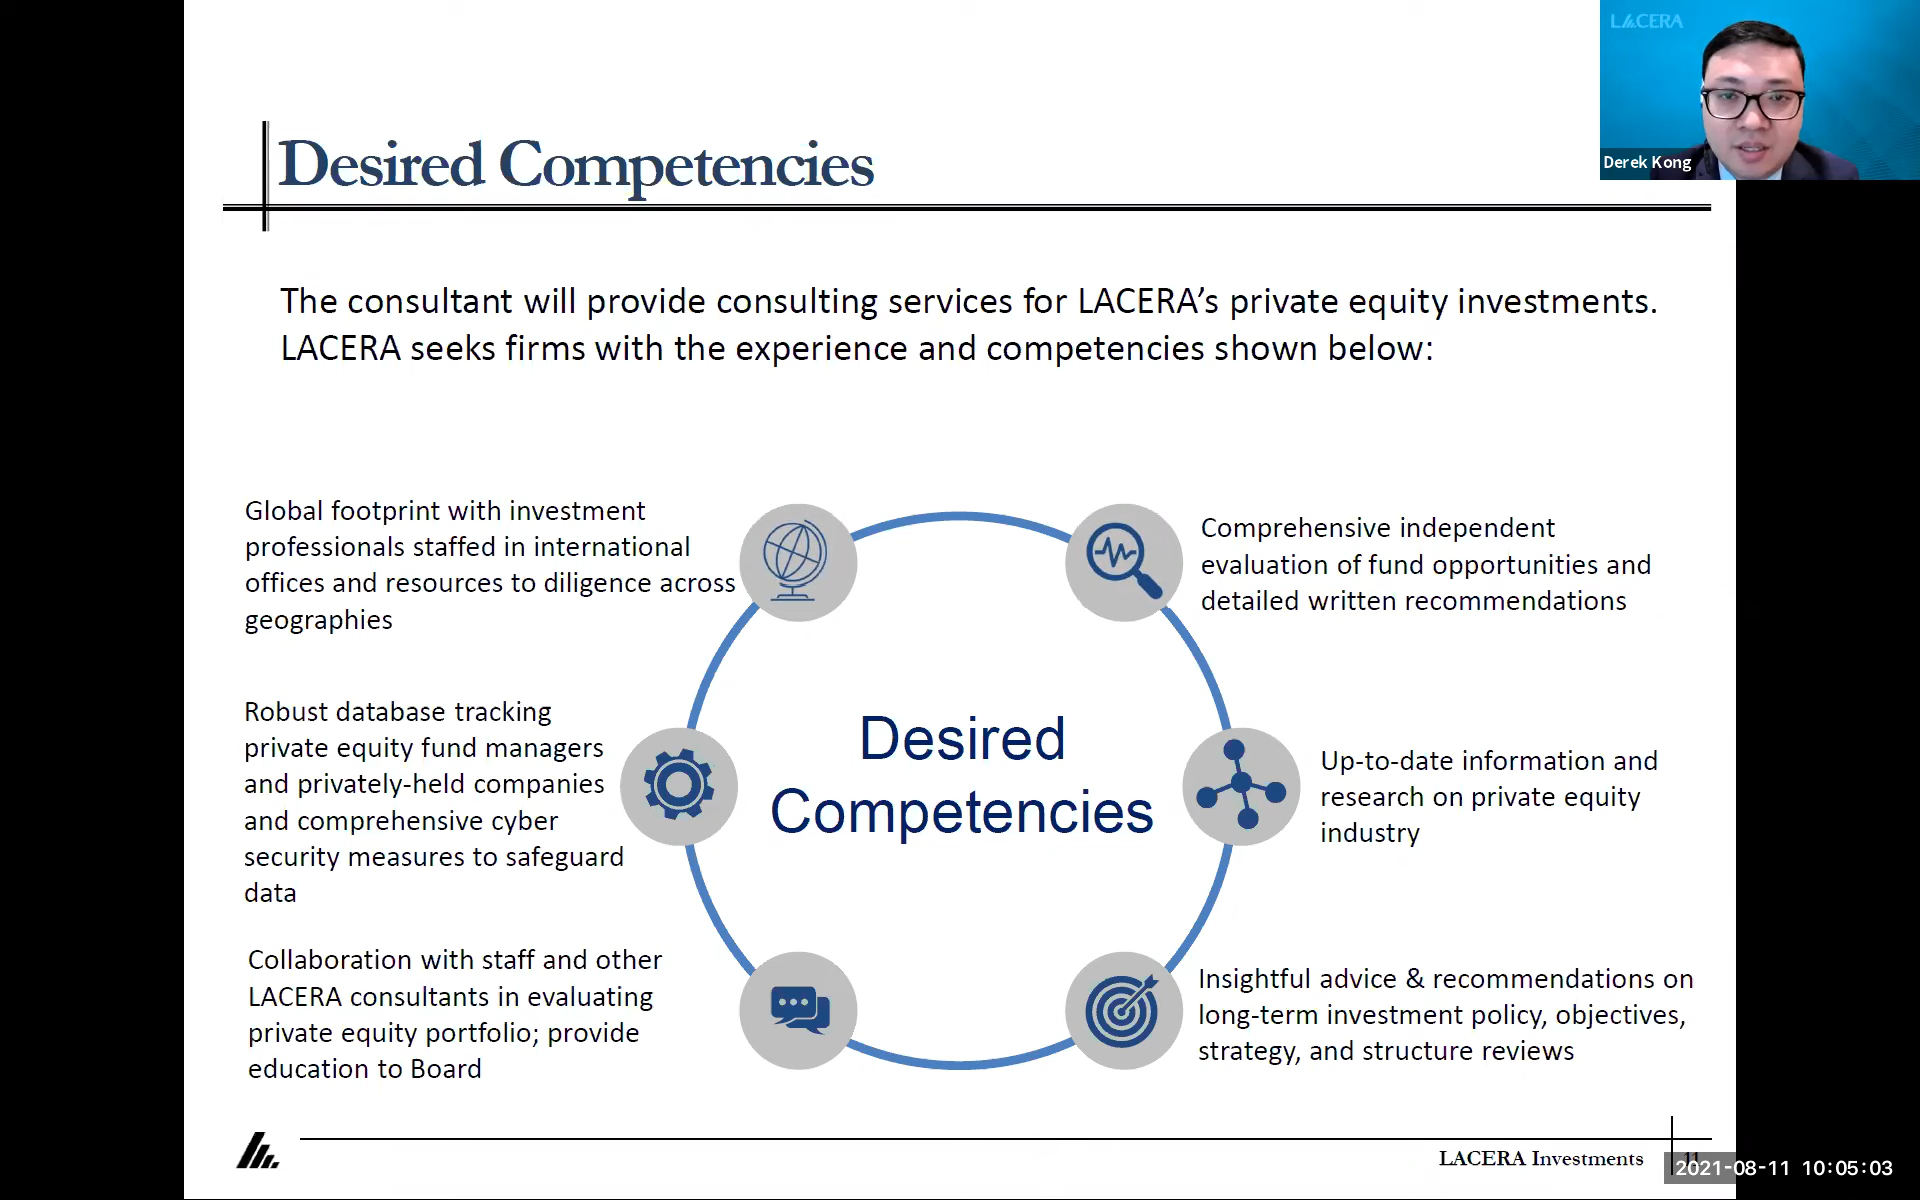 LACERA
Derek Kong
Desired Competencies
The consultant will provide consulting services for LACERA's private equity investments.
LACERA seeks firms with the experience and competencies shown below:
Global footprint with investment
professionals staffed in international
offices and resources to diligence across
geographies
Comprehensive independent
evaluation of fund opportunities and
detailed written recommendations
Robust database tracking
private equity fund managers
and privately-held companies
and comprehensive cyber
security measures to safeguard
data
Desired
Competencies
Up-to-date information and
research on private equity
industry
Collaboration with staff and other
LACERA consultants in evaluating
private equity portfolio; provide
education to Board
Insightful advice & recommendations on
long-term investment policy, objectives,
strategy, and structure reviews
LACERA Investments
11
2021-08-11 10:05:03